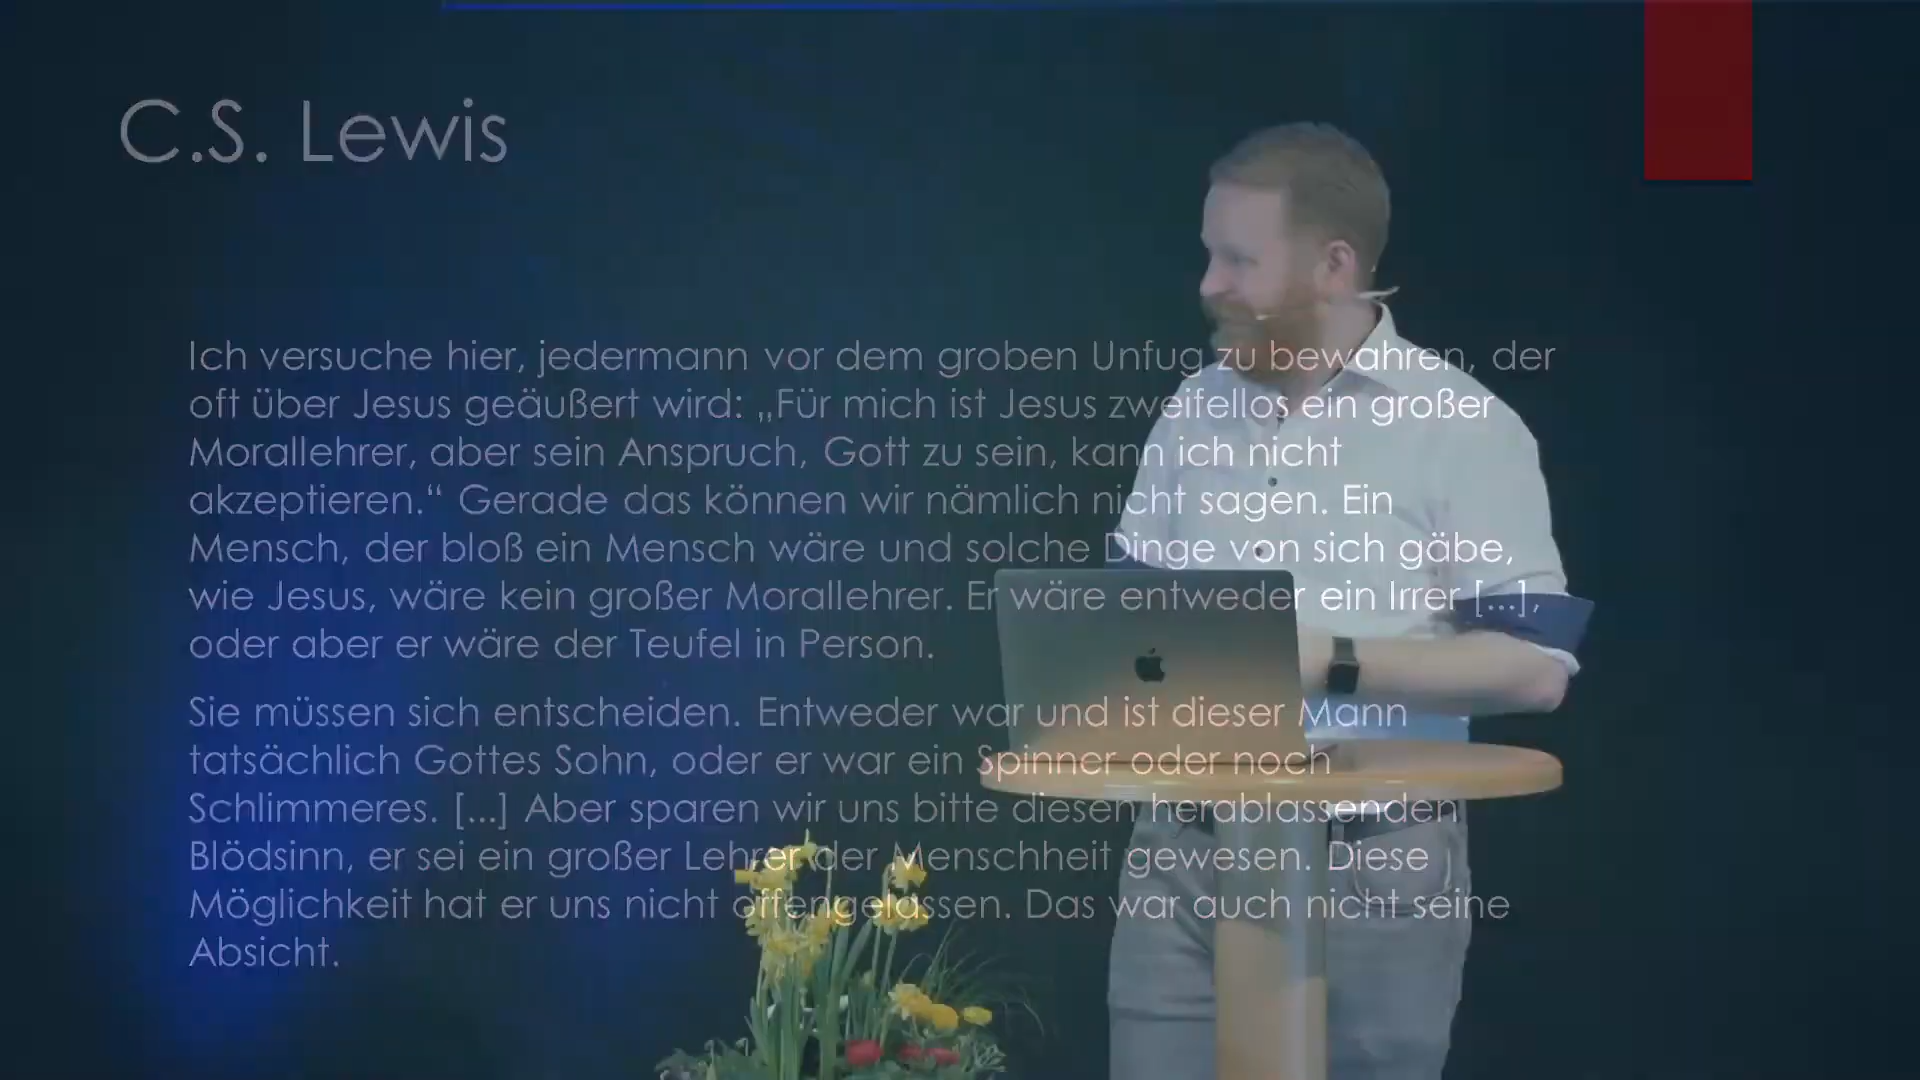 C.S. Lewis
Ich versuche hier, jedermann vor dem groben Unfug zu bewahren, der
oft über Jesus geäußert wird: „Für mich ist Jesus zweifellos ein großer
Morallehrer, aber sein Anspruch, Gott zu sein, kann ich nicht
akzeptieren.“ Gerade das können wir nämlich nicht sagen. Ein
Mensch, der bloß ein Mensch wäre und solche Dinge von sich gäbe,
wie Jesus, wäre kein großer Morallehrer. Er wäre entweder ein Irrer [...],
oder aber er wäre der Teufel in Person.
Sie müssen sich entscheiden. Entweder war und ist dieser Mann
tatsächlich Gottes Sohn, oder er war ein Spinner oder noch
Schlimmeres. [...] Aber sparen wir uns bitte diesen herablassenden
Blödsinn, er sei ein großer Lehrer der Menschheit gewesen. Diese
Möglichkeit hat er uns nicht offengelassen. Das war auch nicht seine
Absicht.